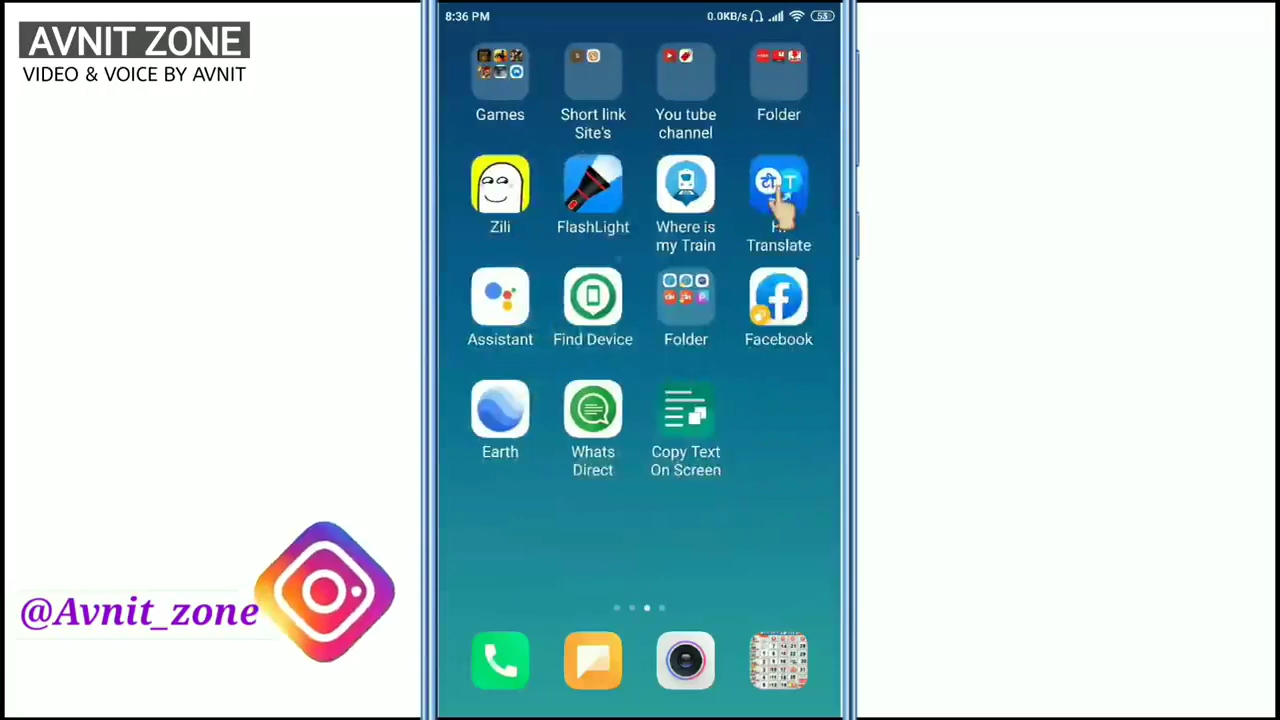 AVNIT ZONE
VIDEO & VOICE BY AVNIT
8:36 PM
0.0KB/s
53
Games
Short link
Site's
You tube
channel
Folder
Zili
FlashLight
Where is
my Train
टी
T
Translate
Assistant
Find Device
Folder
Facebook
Earth
Whats
Direct
Copy Text
On Screen
@Avnit_zone